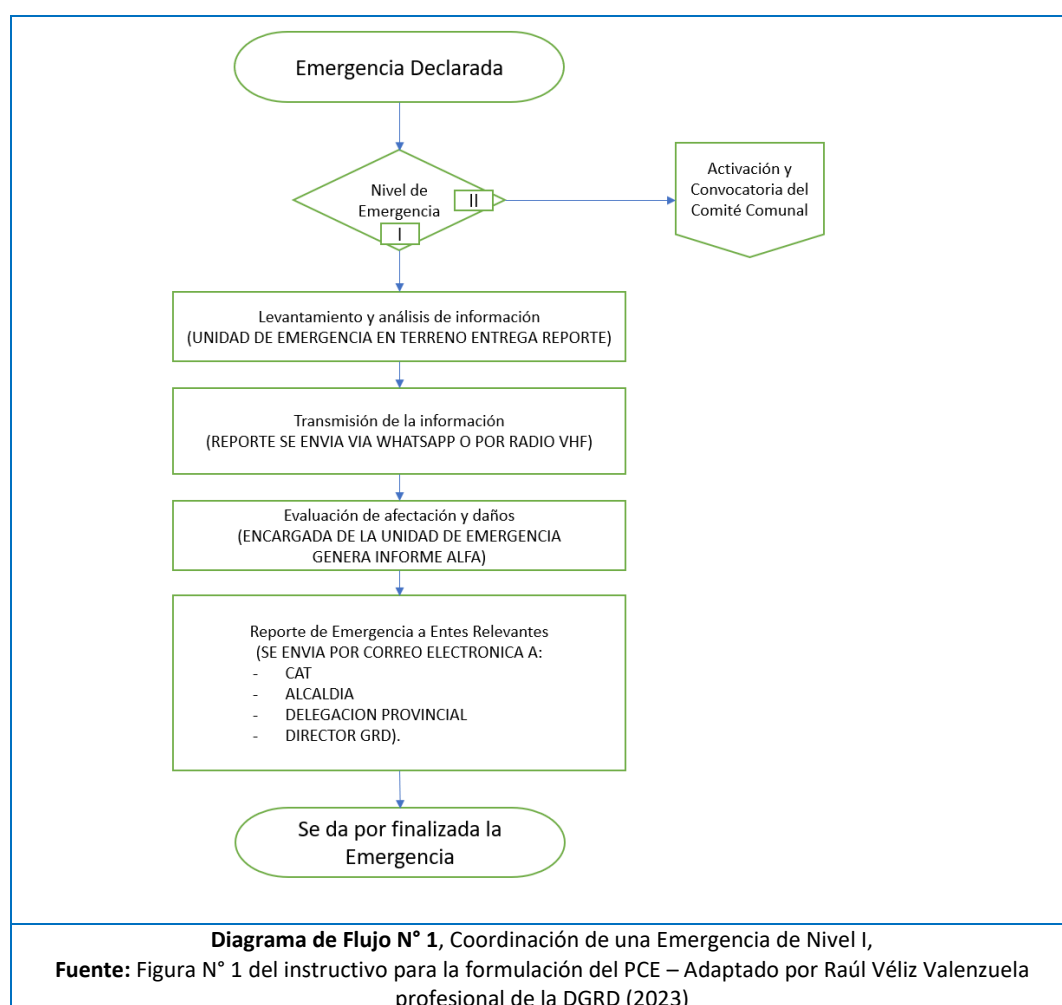 Emergencia Declarada
Nivel de
Emergencia
II
I
Activación y
Convocatoria del
Comité Comunal
Levantamiento y análisis de información
(UNIDAD DE EMERGENCIA EN TERRENO ENTREGA REPORTE)
Transmisión de la información
(REPORTE SE ENVIA VIA WHATSAPP O POR RADIO VHF)
Evaluación de afectación y daños
(ENCARGADA DE LA UNIDAD DE EMERGENCIA
GENERA INFORME ALFA)
Reporte de Emergencia a Entes Relevantes
(SE ENVIA POR CORREO ELECTRONICA A:
- CAT
- ALCALDIA
- DELEGACION PROVINCIAL
- DIRECTOR GRD).
Se da por finalizada la
Emergencia
Diagrama de Flujo N° 1, Coordinación de una Emergencia de Nivel I,
Fuente: Figura N° 1 del instructivo para la formulación del PCE – Adaptado por Raúl Véliz Valenzuela
profesional de la DGRD (2023)